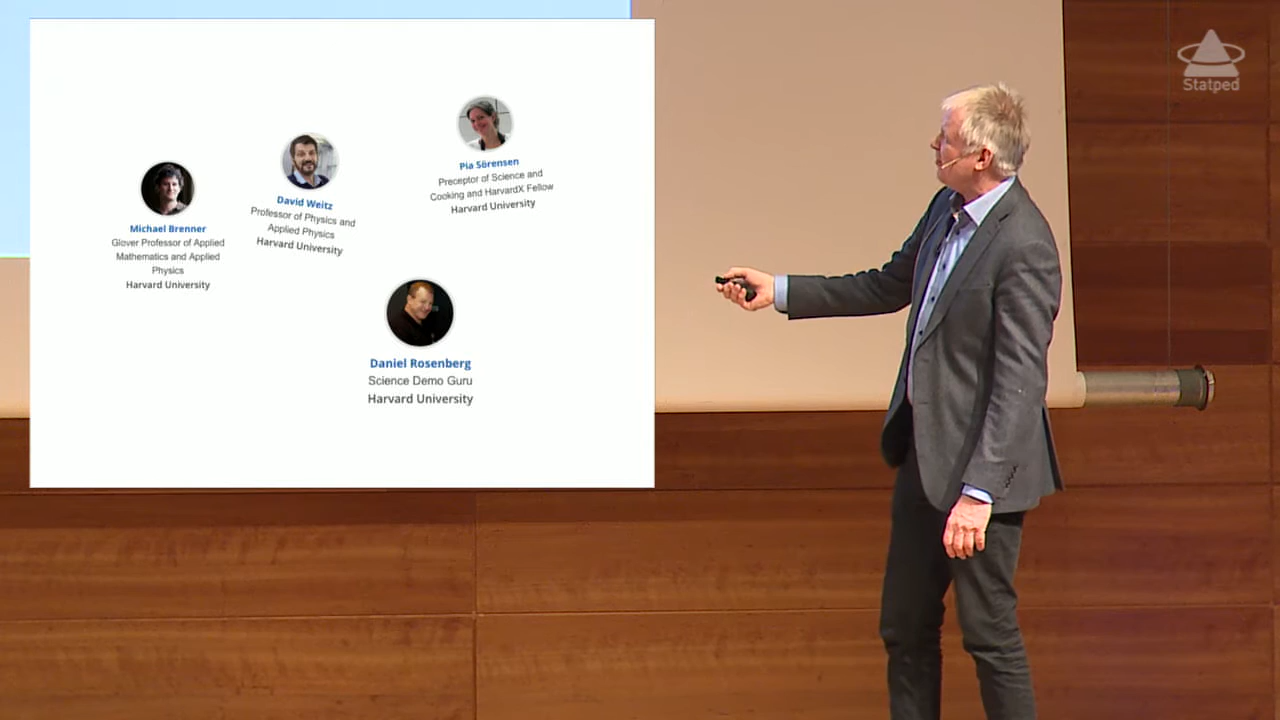 Michael Brenner
Glover Professor of Applied
Mathematics and Applied
Physics
Harvard University
David Weitz
Professor of Physics and
Applied Physics
Harvard University
Pia Sörensen
Preceptor of Science and
Cooking and HarvardX Fellow
Harvard University
Daniel Rosenberg
Science Demo Guru
Harvard University
Statped